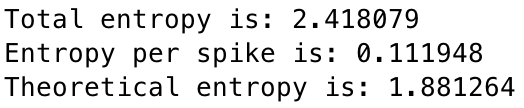 Total entropy is: 2.418079
Entropy per spike is: 0.111948
Theoretical entropy is: 1.881264